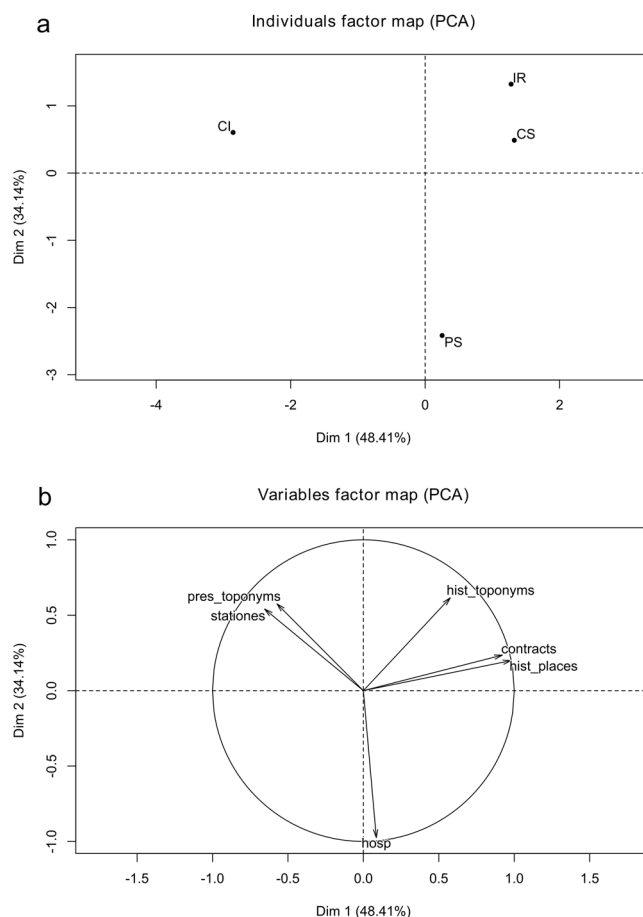 a
Individuals factor map (PCA)
Dim 2 (34.14%)
1
0
-1
-2
-3
CI
IR
CS
PS
-4
-2
0
2
Dim 1 (48.41%)
b
Variables factor map (PCA)
Dim 2 (34.14%)
1.0
0.5
0.0
-0.5
-1.0
pres_toponyms
stationes
hist_toponyms
contracts
hist_places
hosp
-1.5
-1.0
-0.5
0.0
0.5
1.0
1.5
Dim 1 (48.41%)